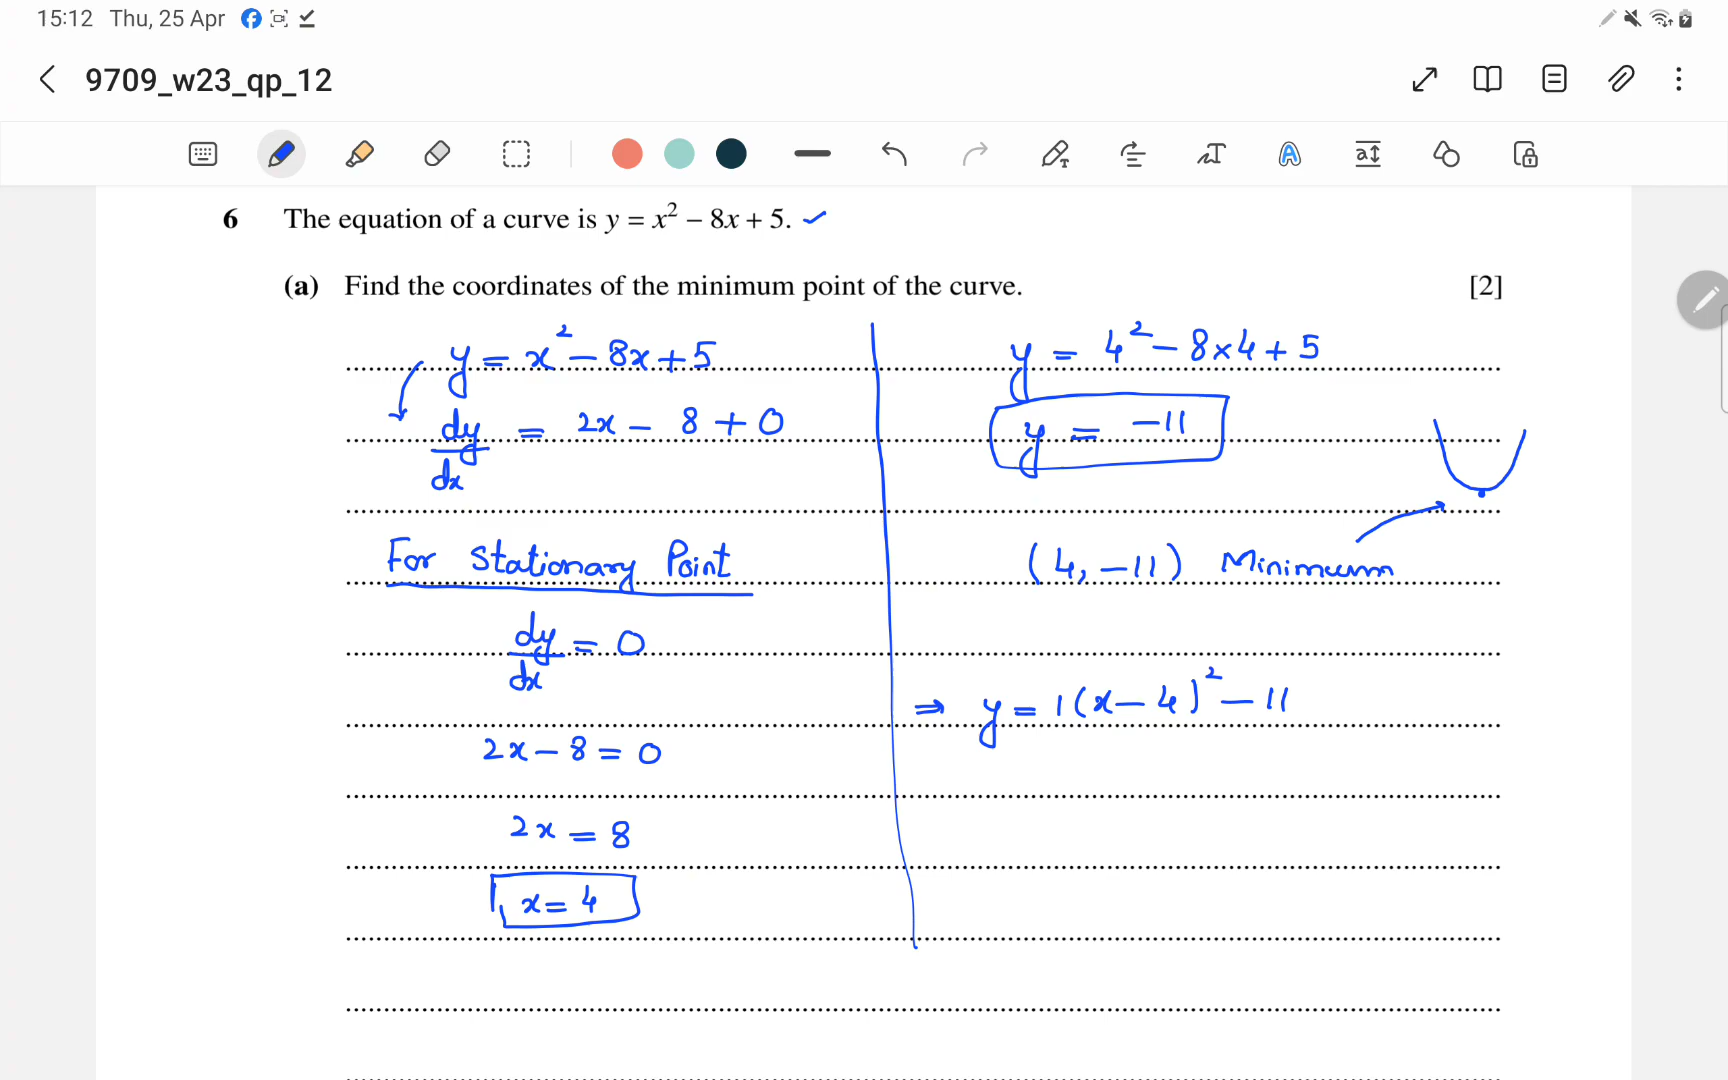 15:12 Thu, 25 Apr
9709_w23_qp_12
6 The equation of a curve is y = x² – 8x + 5.
(a) Find the coordinates of the minimum point of the curve. [2]
y = x² – 8x + 5
dy/dx = 2x – 8 + 0
For Stationary Point
dy/dx = 0
2x – 8 = 0
2x = 8
x = 4
y = 4² – 8×4 + 5
y = –11
(4, –11) Minimum
⇒ y = 1(x – 4)² – 11